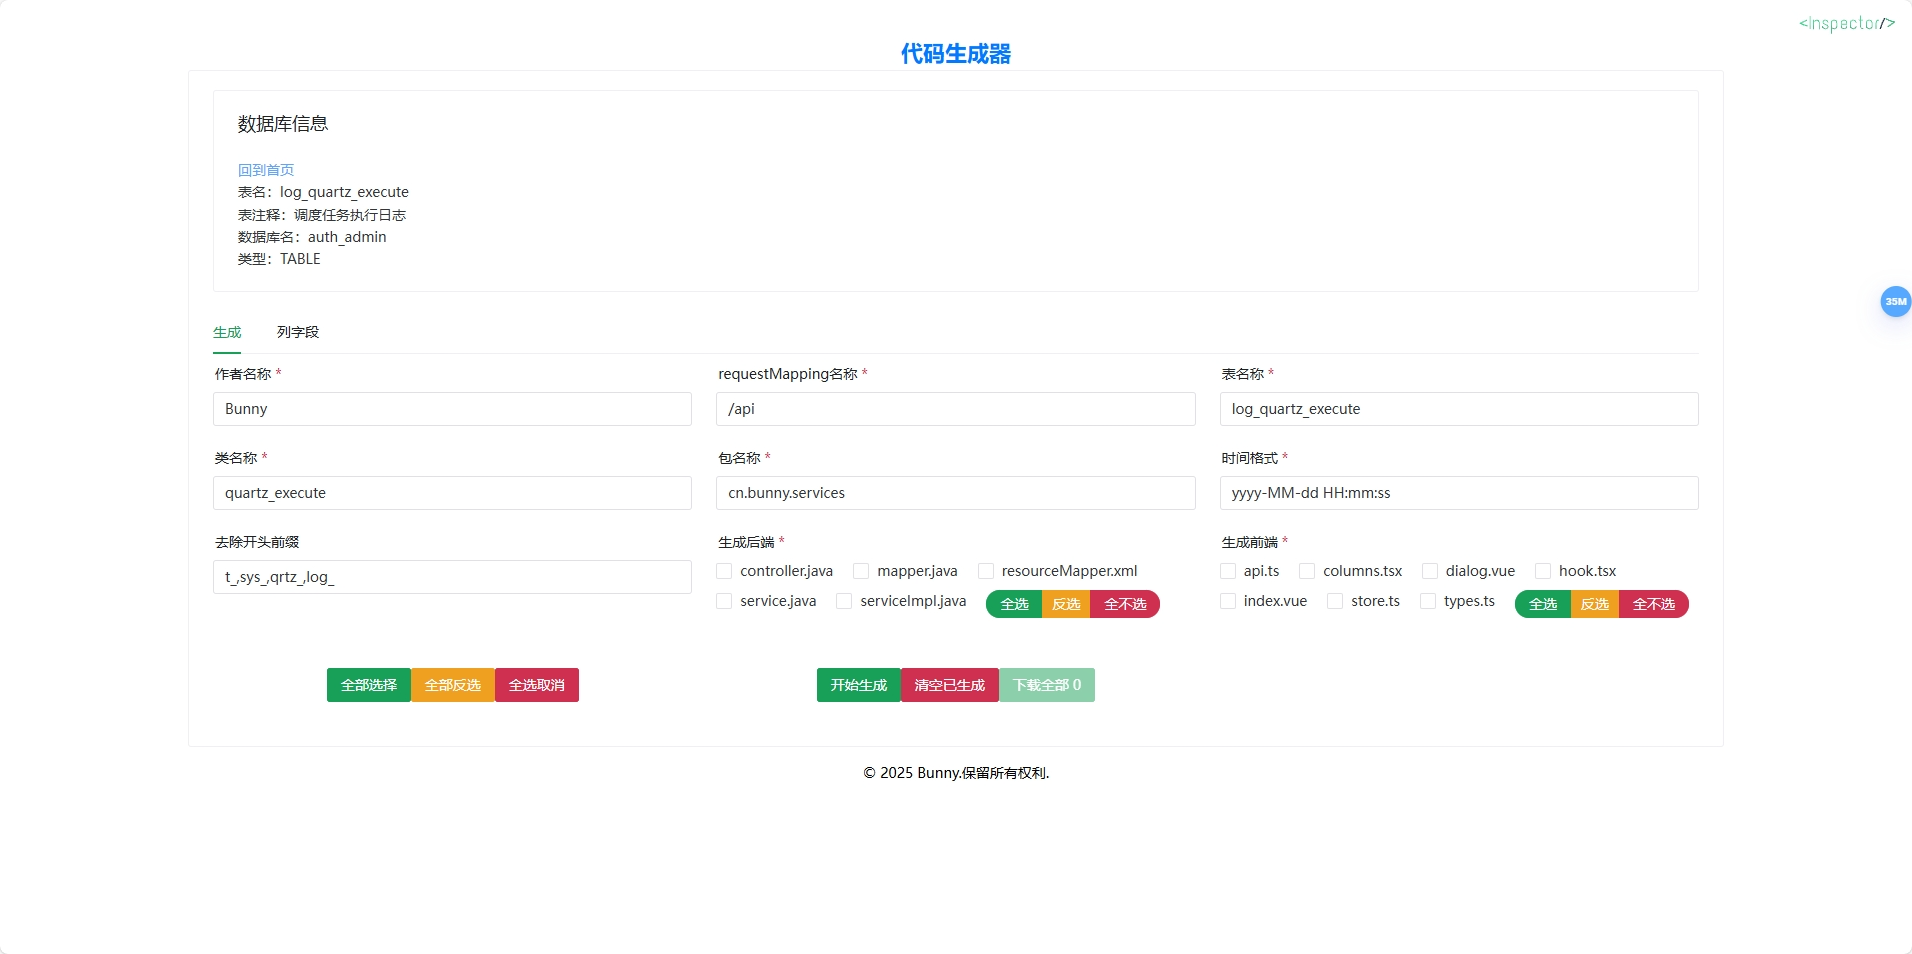 <Inspector/>
代码生成器
数据库信息
回到首页
表名：log_quartz_execute
表注释：调度任务执行日志
数据库名：auth_admin
类型：TABLE
35M
生成 列字段
作者名称 * requestMapping名称 * 表名称 *
Bunny /api log_quartz_execute
类名称 * 包名称 * 时间格式 *
quartz_execute cn.bunny.services yyyy-MM-dd HH:mm:ss
去除开头前缀 生成后端 * 生成前端 *
t_,sys_,qrtz_,log_
controller.java mapper.java resourceMapper.xml
service.java serviceImpl.java 全选 反选 全不选
api.ts columns.tsx dialog.vue hook.tsx
index.vue store.ts types.ts 全选 反选 全不选
全部选择 全部反选 全选取消 开始生成 清空已生成 下载全部 0
© 2025 Bunny.保留所有权利.